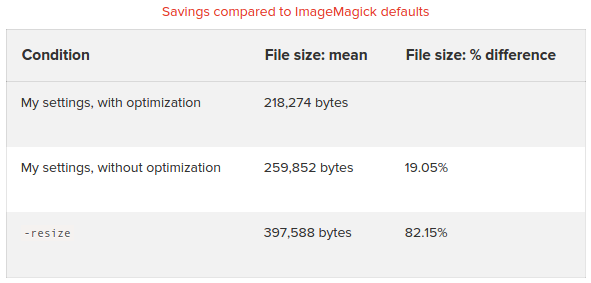 Savings compared to ImageMagick defaults
Condition File size: mean File size: % difference
My settings, with optimization 218,274 bytes
My settings, without optimization 259,852 bytes 19.05%
-resize 397,588 bytes 82.15%